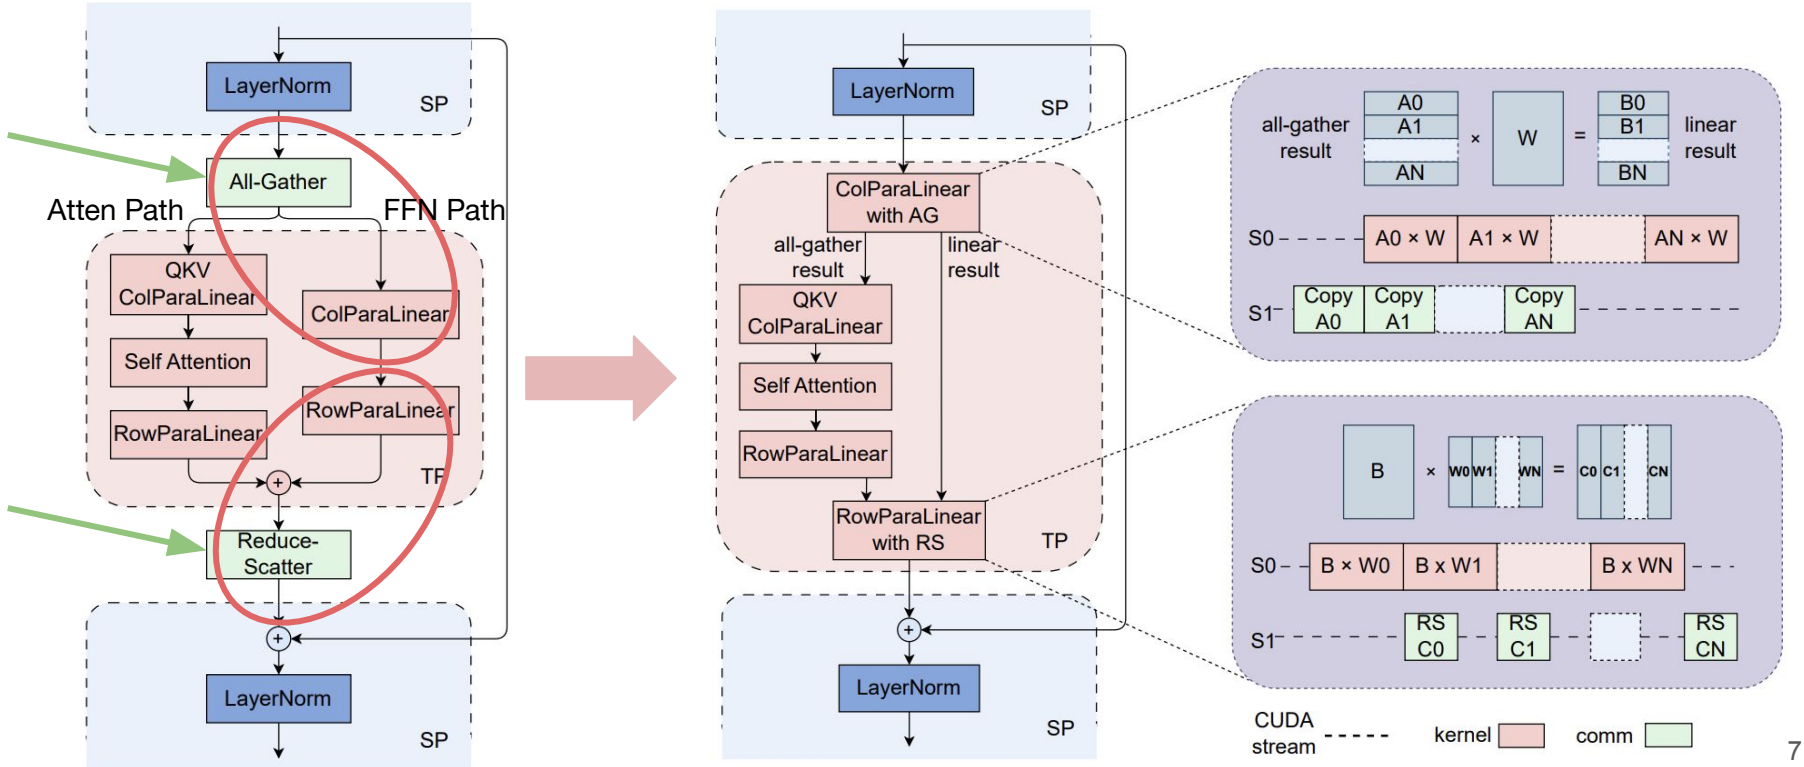 LayerNorm
SP
All-Gather
Atten Path
FFN Path
QKV
ColParaLinear
ColParaLinear
Self Attention
RowParaLinear
RowParaLinear
+
TP
Reduce-
Scatter
+
LayerNorm
SP
LayerNorm
SP
ColParaLinear
with AG
all-gather
result
linear
result
QKV
ColParaLinear
Self Attention
RowParaLinear
RowParaLinear
with RS
TP
+
LayerNorm
SP
all-gather
result
A0
A1
AN
×
W
=
B0
B1
BN
linear
result
S0
A0 × W
A1 × W
AN × W
S1
Copy
A0
Copy
A1
Copy
AN
B
×
W0
W1
WN
=
C0
C1
CN
S0
B × W0
B x W1
B x WN
S1
RS
C0
RS
C1
RS
CN
CUDA
stream
kernel
comm
7